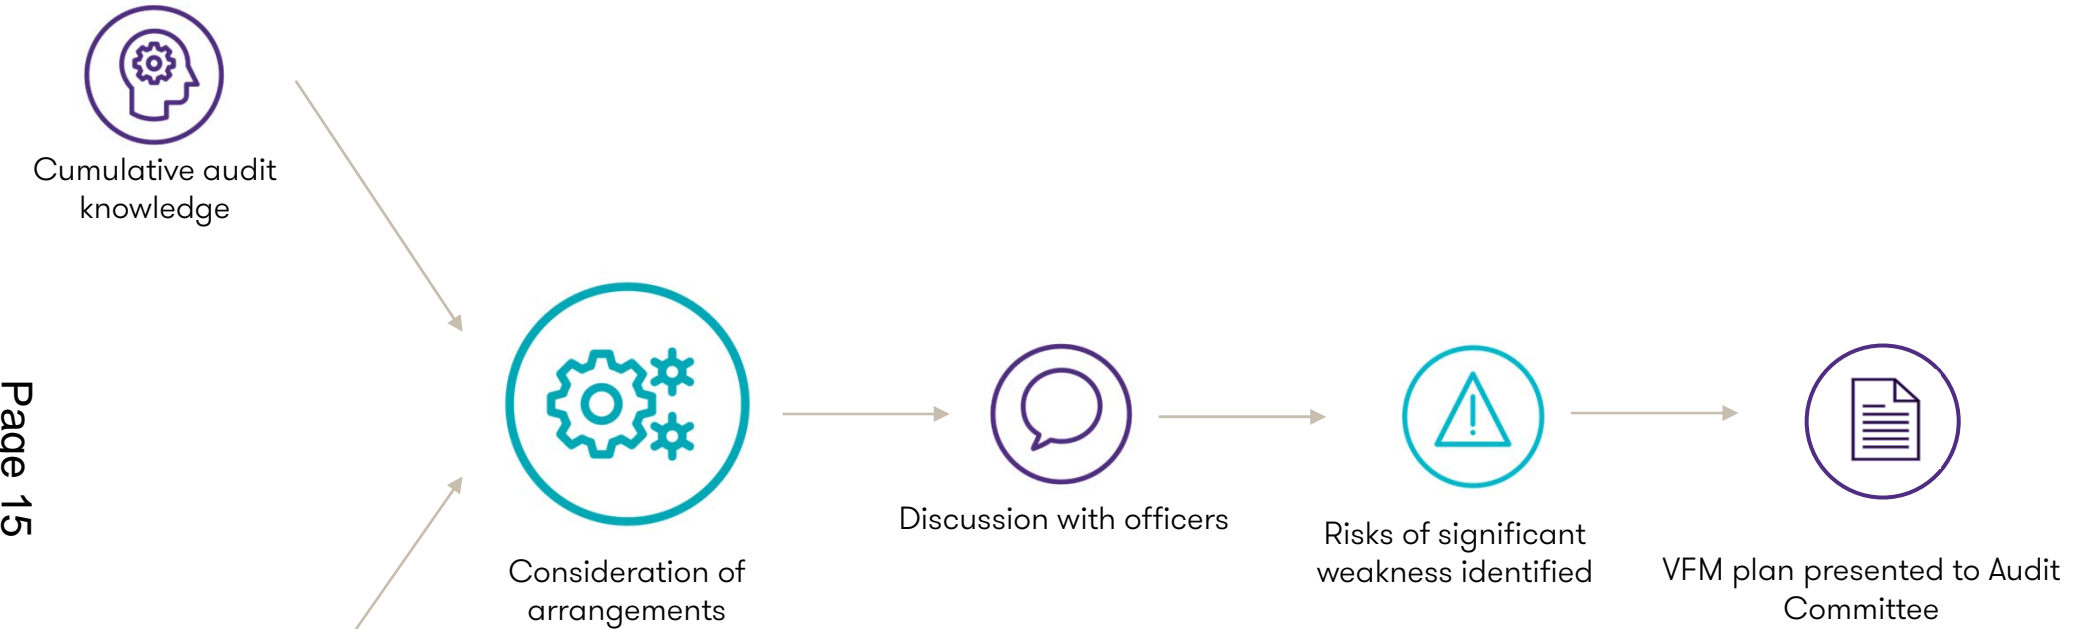 Cumulative audit
knowledge
Page 15
Consideration of
arrangements
Discussion with officers
Risks of significant
weakness identified
VFM plan presented to Audit
Committee